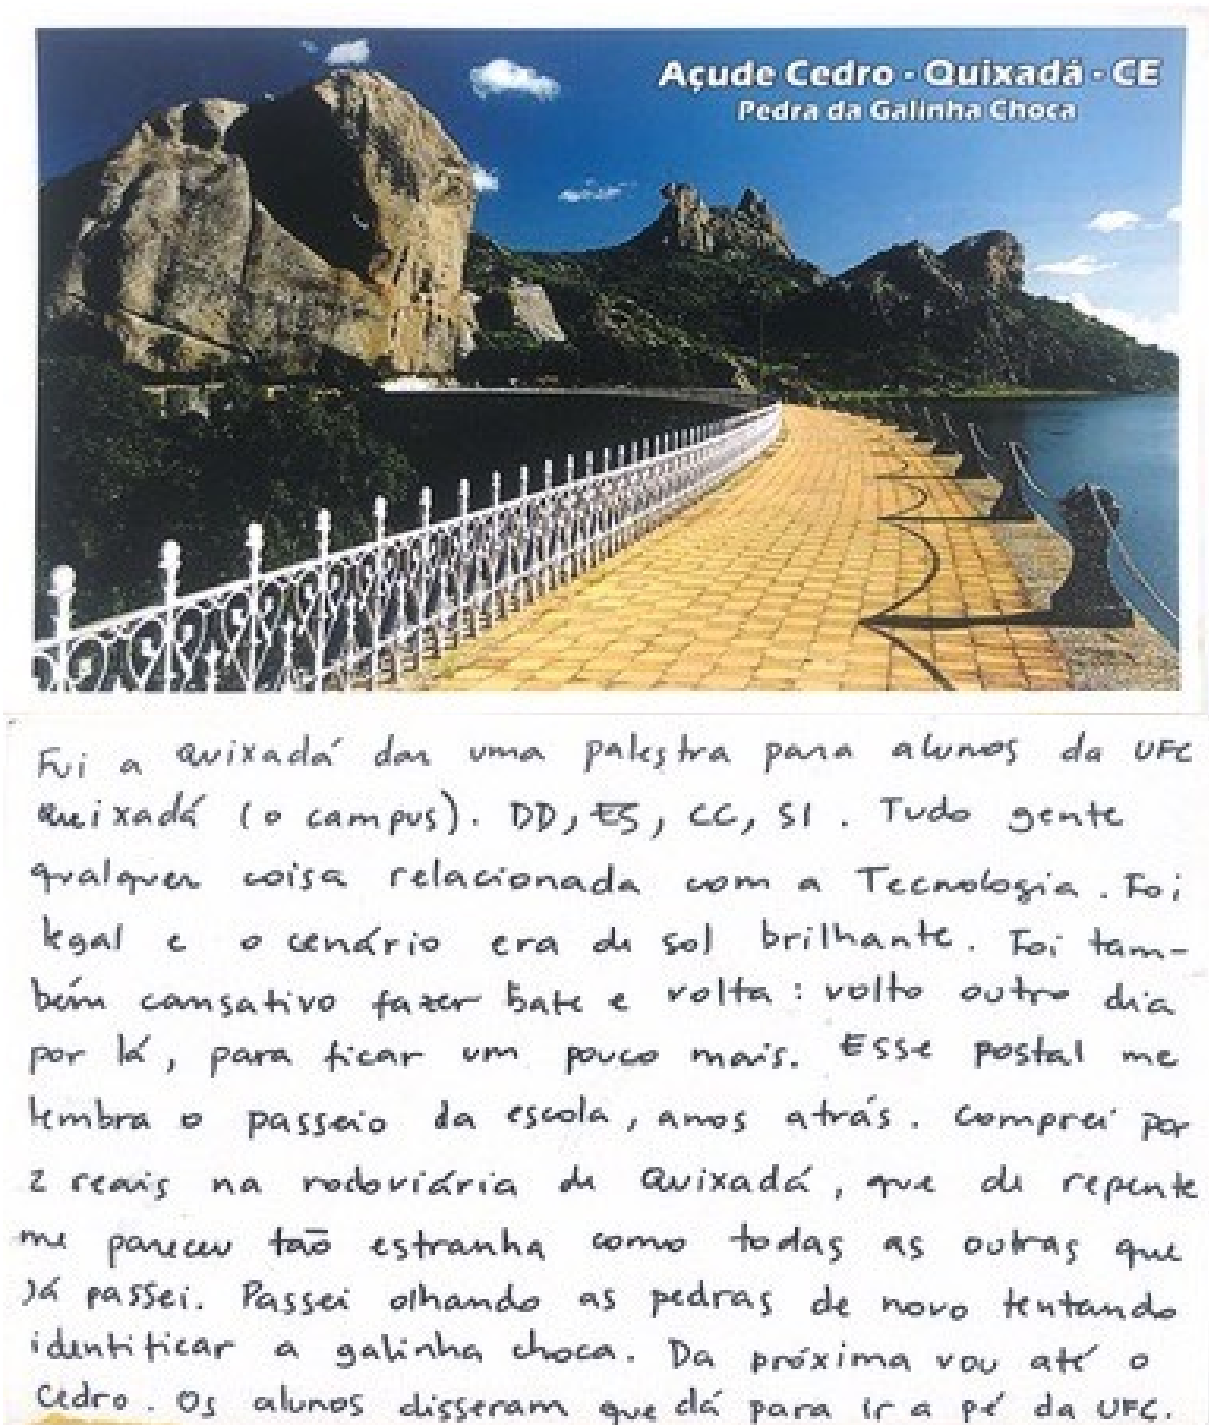 Açude Cedro - Quixadá - CE
Pedra da Galinha Choca
Fui a Quixadá dar uma palestra para alunos da UFC
Quixadá (o campus). DD, ES, CC, SI. Tudo gente
qualquer coisa relacionada com a Tecnologia. Foi
legal e o cenário era de sol brilhante. Foi tam-
bém cansativo fazer bate e volta: volto outro dia
por lá, para ficar um pouco mais. Esse postal me
lembra o passeio da escola, anos atrás. Comprei por
2 reais na rodoviária de Quixadá, que de repente
me pareceu tão estranha como todas as outras que
já passei. Passei olhando as pedras de novo tentando
identificar a galinha choca. Da próxima vou até o
Cedro. Os alunos disseram que dá para ir a pé da UFC.